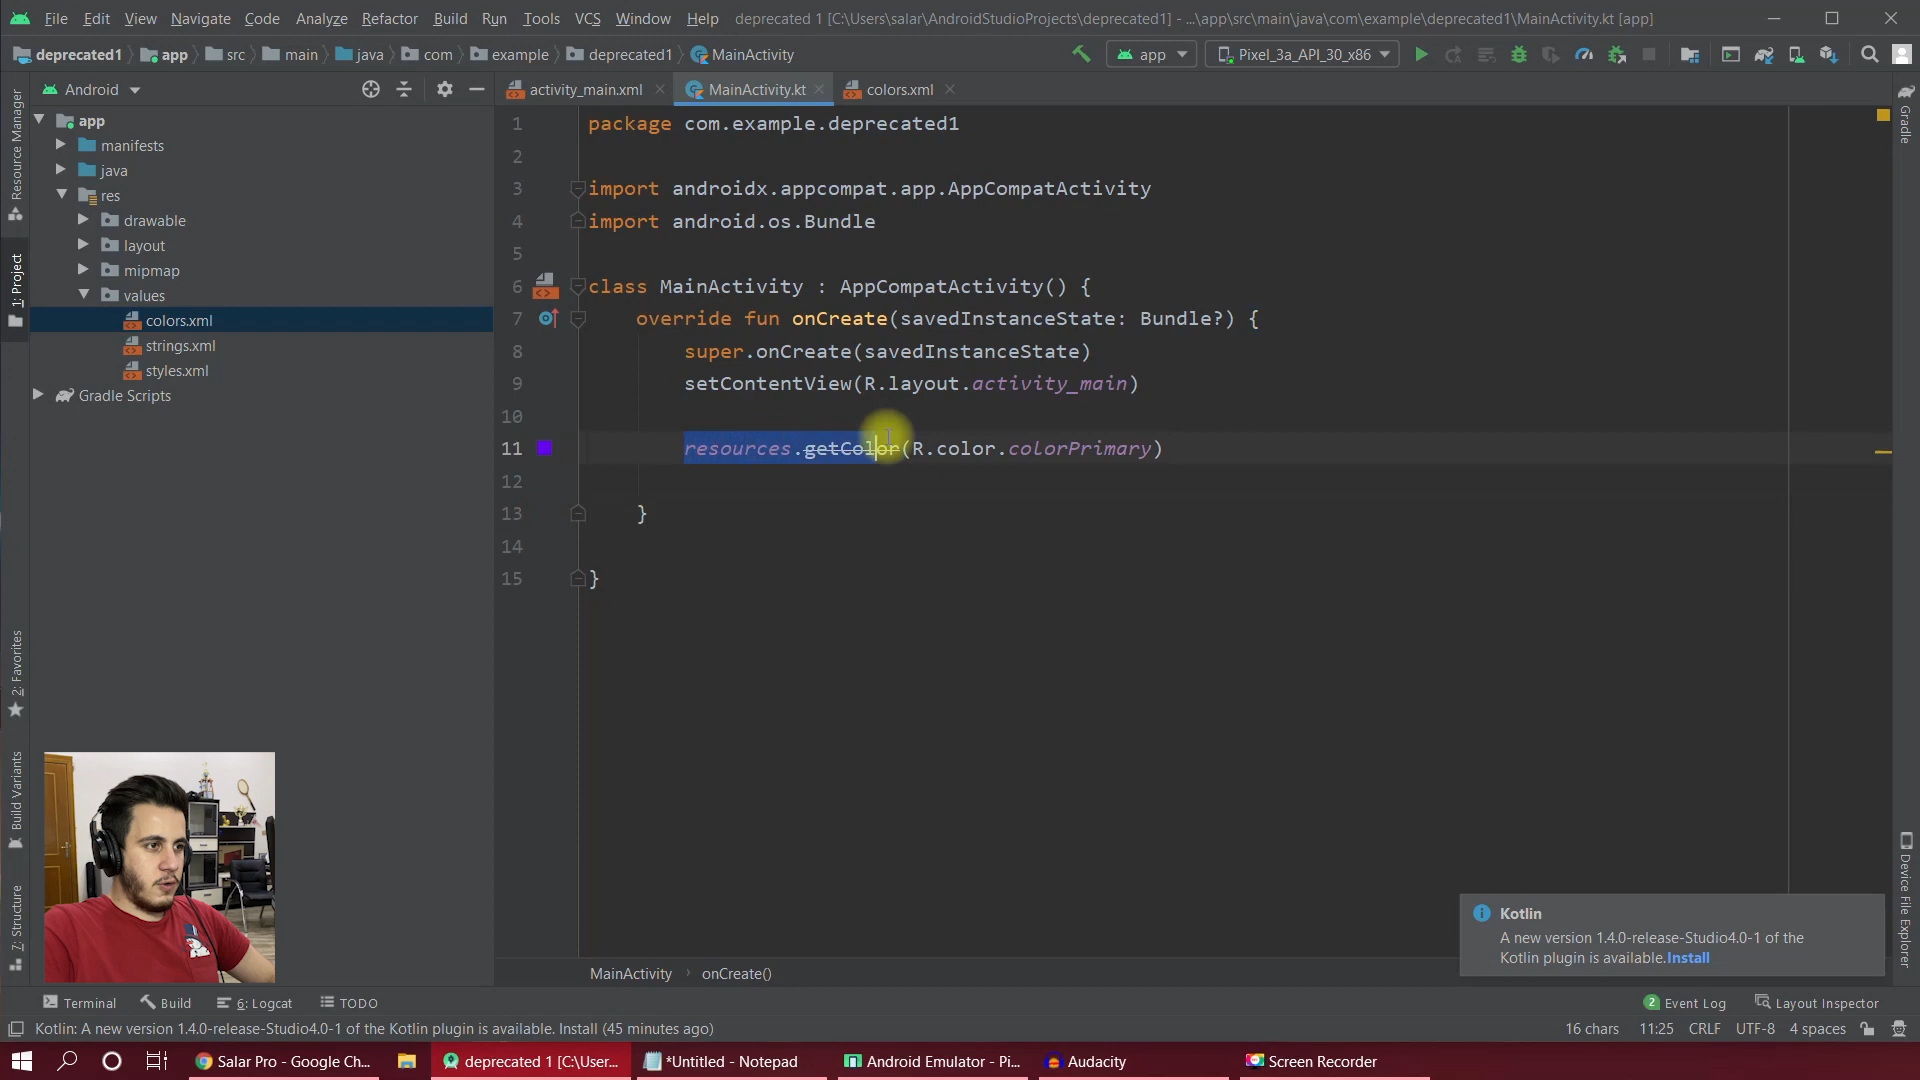 File Edit View Navigate Code Analyze Refactor Build Run Tools VCS Window Help deprecated 1 [C:\Users\salar\AndroidStudioProjects\deprecated1] - ...\app\src\main\java\com\example\deprecated1\MainActivity.kt [app]
deprecated1 app src main java com example deprecated1 MainActivity app Pixel_3a_API_30_x86
Android activity_main.xml MainActivity.kt colors.xml
Resource Manager
1: Project
2: Favorites
Build Variants
7: Structure
app
manifests
java
res
drawable
layout
mipmap
values
colors.xml
strings.xml
styles.xml
Gradle Scripts
1 package com.example.deprecated1
2
3 import androidx.appcompat.app.AppCompatActivity
4 import android.os.Bundle
5
6 class MainActivity : AppCompatActivity() {
7 override fun onCreate(savedInstanceState: Bundle?) {
8 super.onCreate(savedInstanceState)
9 setContentView(R.layout.activity_main)
10
11 resources.getColor(R.color.colorPrimary)
12
13 }
14
15 }
Gradle
Device File Explorer
Kotlin
A new version 1.4.0-release-Studio4.0-1 of the
Kotlin plugin is available.Install
MainActivity › onCreate()
Terminal Build 6: Logcat TODO 2 Event Log Layout Inspector
Kotlin: A new version 1.4.0-release-Studio4.0-1 of the Kotlin plugin is available. Install (45 minutes ago) 16 chars 11:25 CRLF UTF-8 4 spaces
Salar Pro - Google Ch... deprecated 1 [C:\User... *Untitled - Notepad Android Emulator - Pi... Audacity Screen Recorder